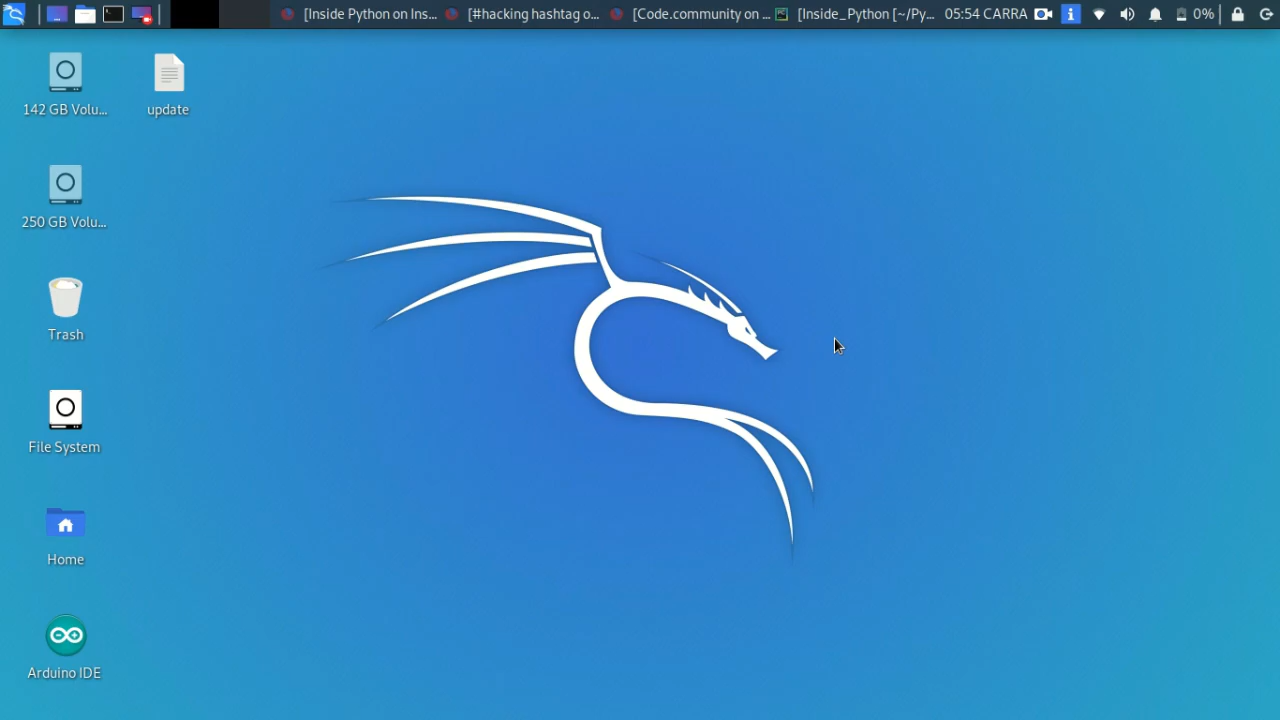 [Inside Python on Ins...
[#hacking hashtag o...
[Code.community on ...
[Inside_Python [~/Py...
05:54 CARRA
0%
142 GB Volu...
update
250 GB Volu...
Trash
File System
Home
Arduino IDE